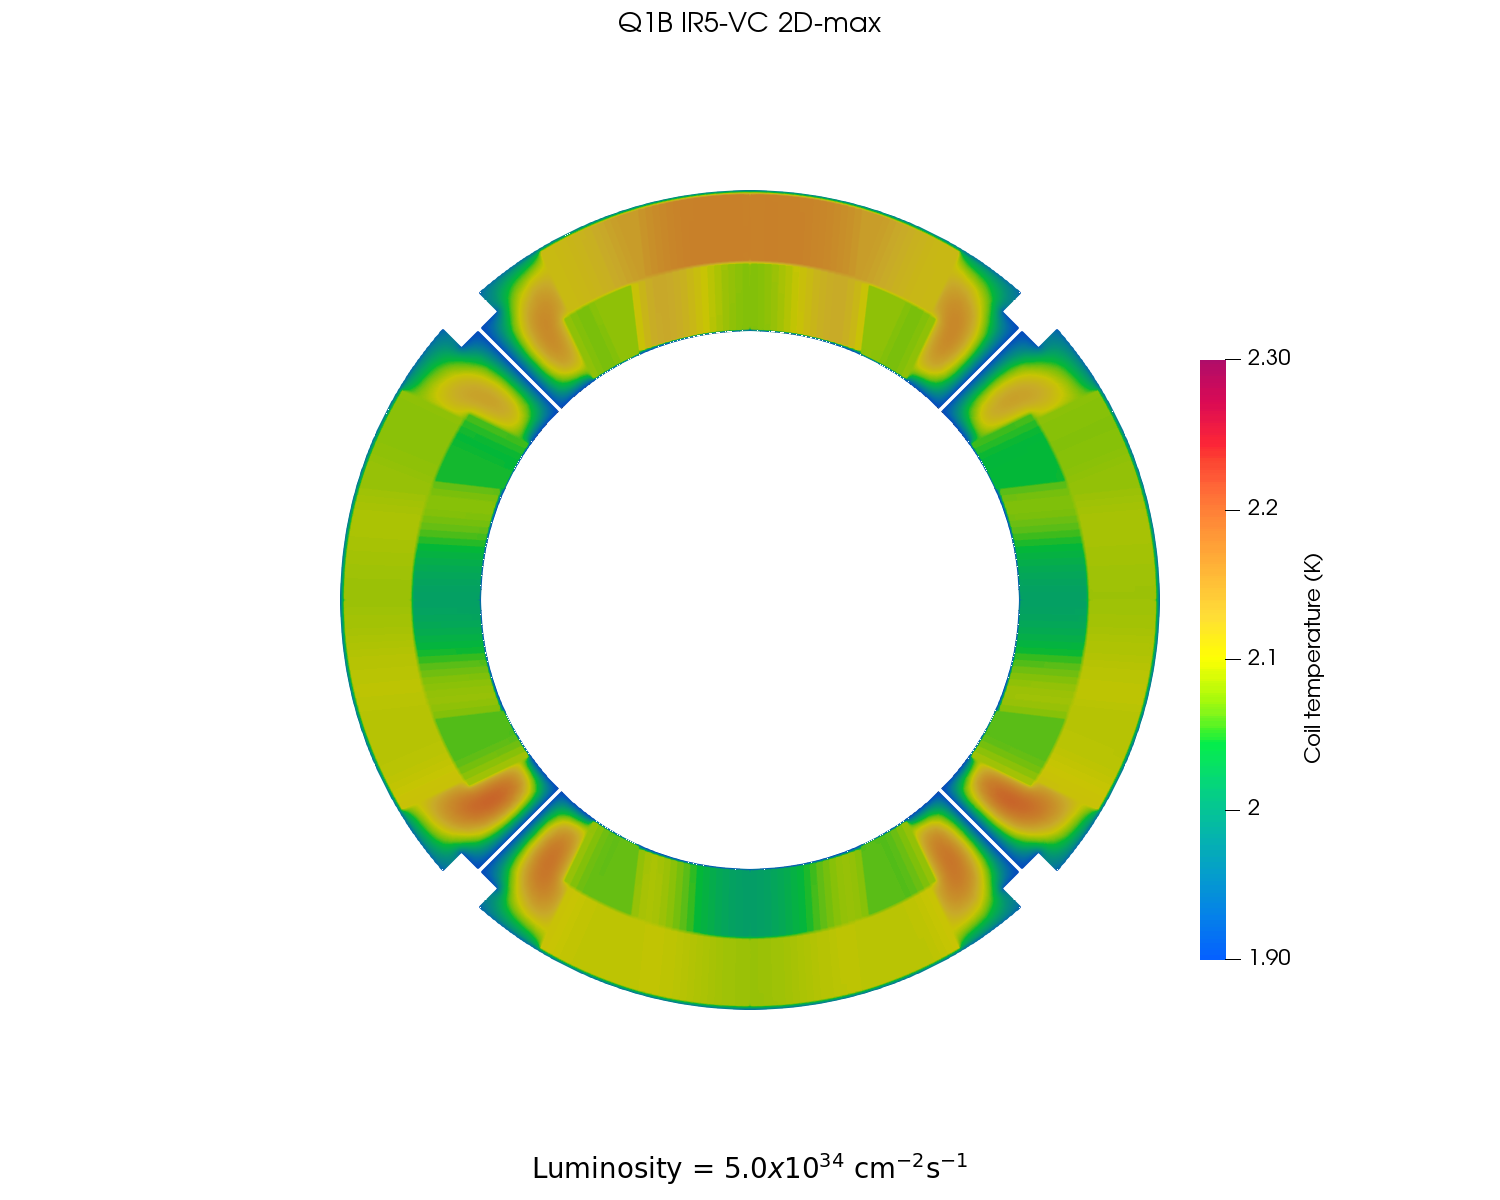 Q1B IR5-VC 2D-max
2.30
2.2
2.1
2
1.90
Coil temperature (K)
Luminosity = 5.0x10³⁴ cm⁻²s⁻¹